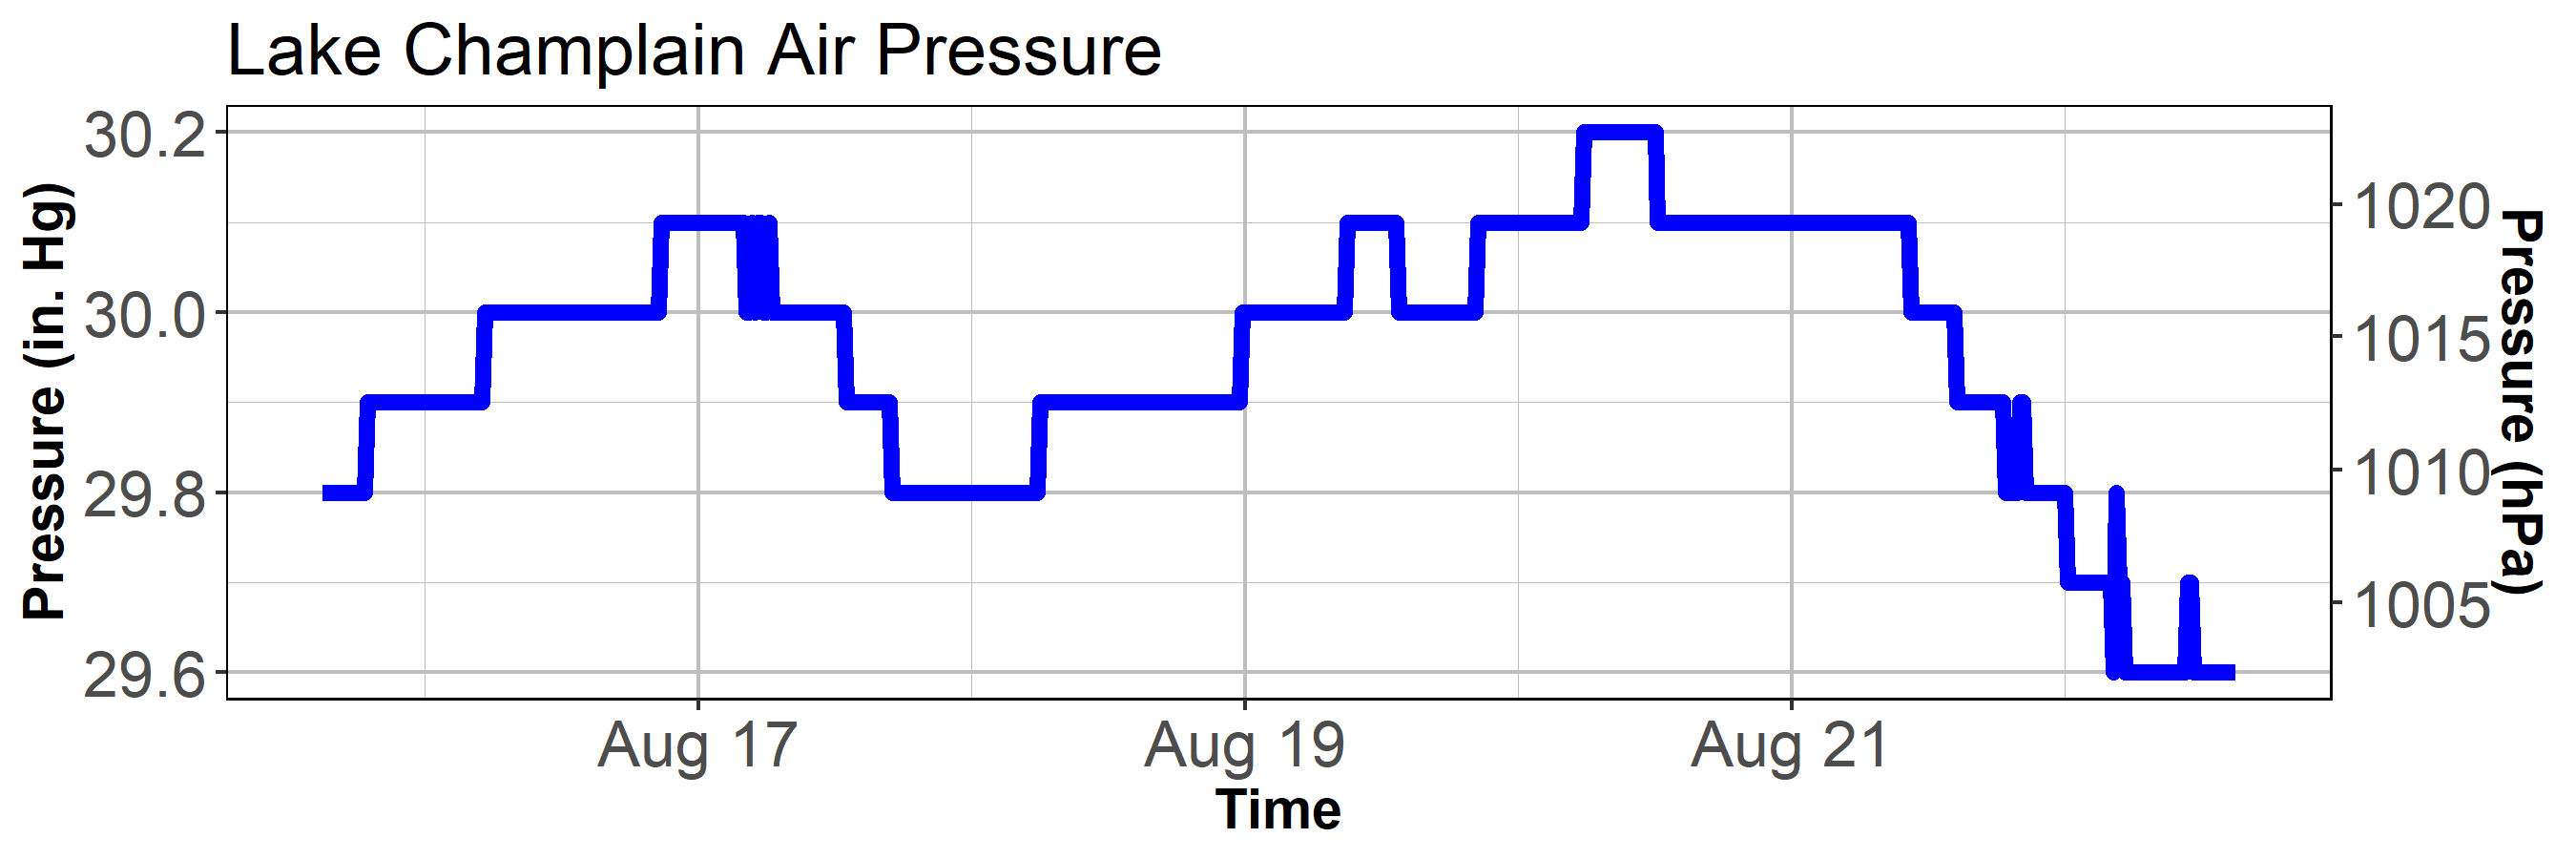 Lake Champlain Air Pressure
Pressure (in. Hg)
30.2
30.0
29.8
29.6
1020
1015
1010
1005
Pressure (hPa)
Aug 17
Aug 19
Aug 21
Time